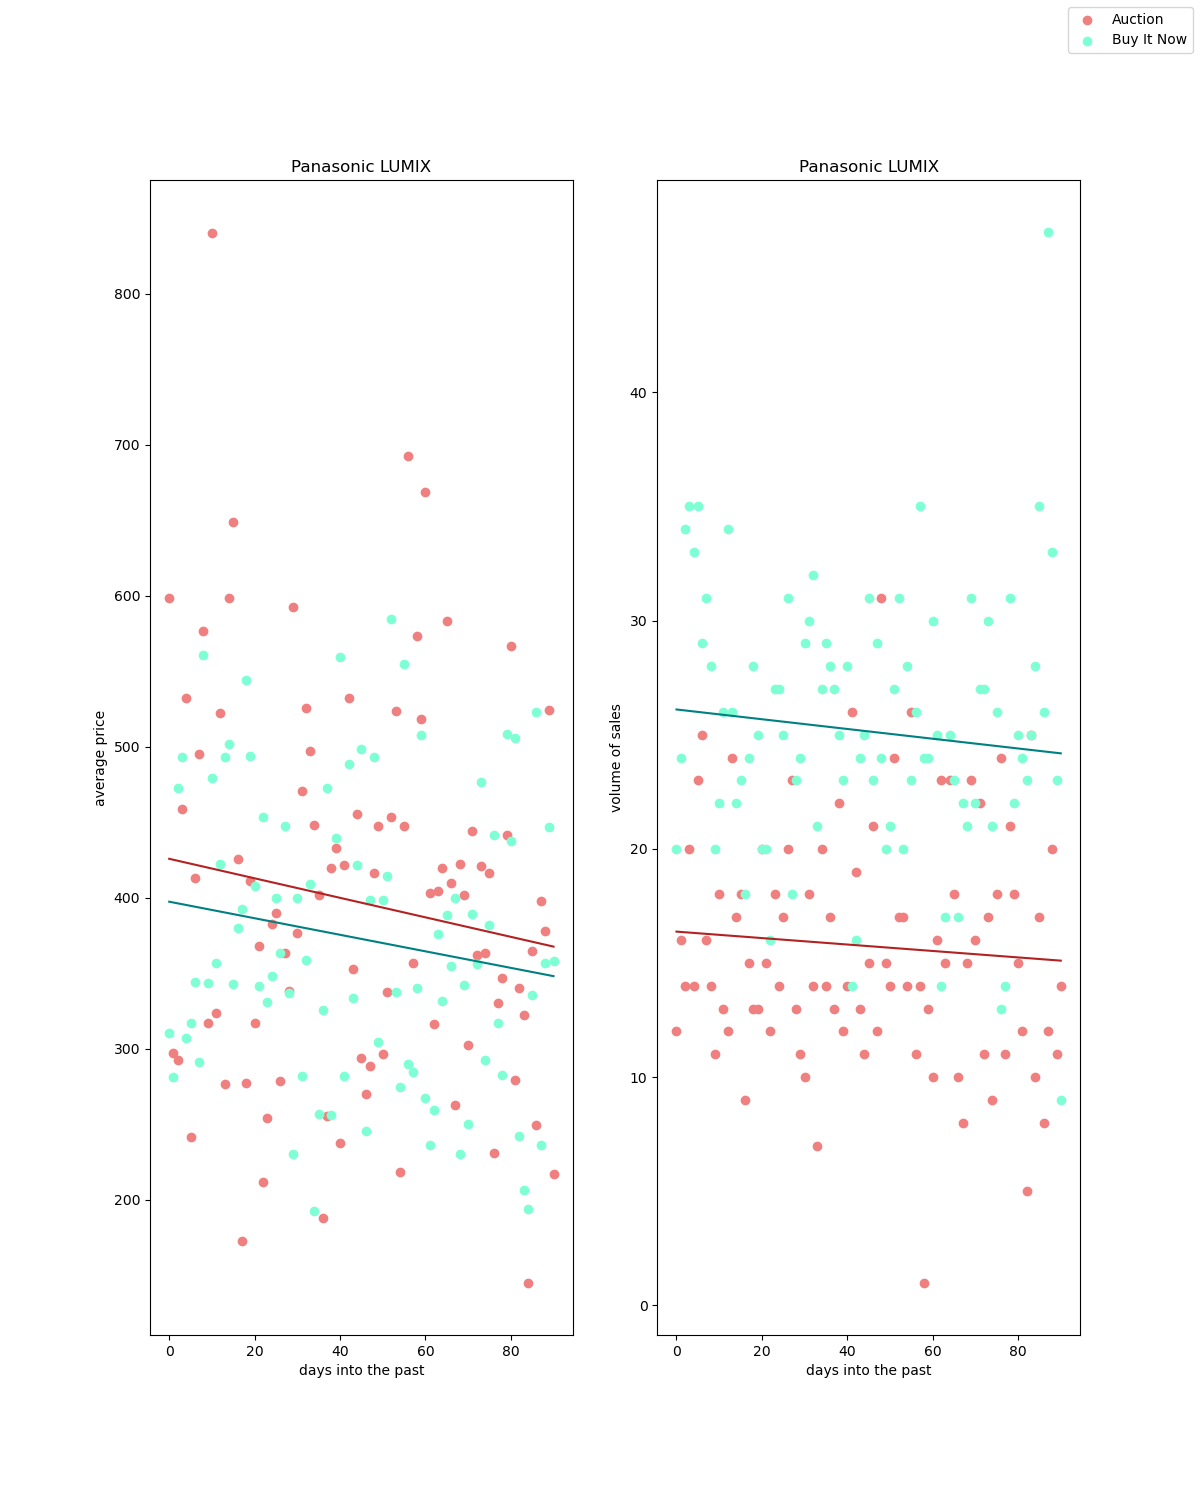 Auction
Buy It Now
Panasonic LUMIX
800
700
600
500
400
300
200
average price
0 20 40 60 80
days into the past
Panasonic LUMIX
40
30
20
10
0
volume of sales
0 20 40 60 80
days into the past